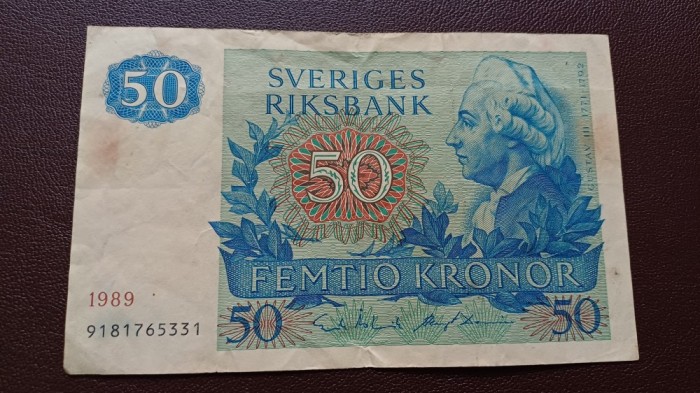 50
SVERIGES
RIKSBANK
50
GUSTAV III 1771-1792
FEMTIO KRONOR
1989
9181765331
50
50